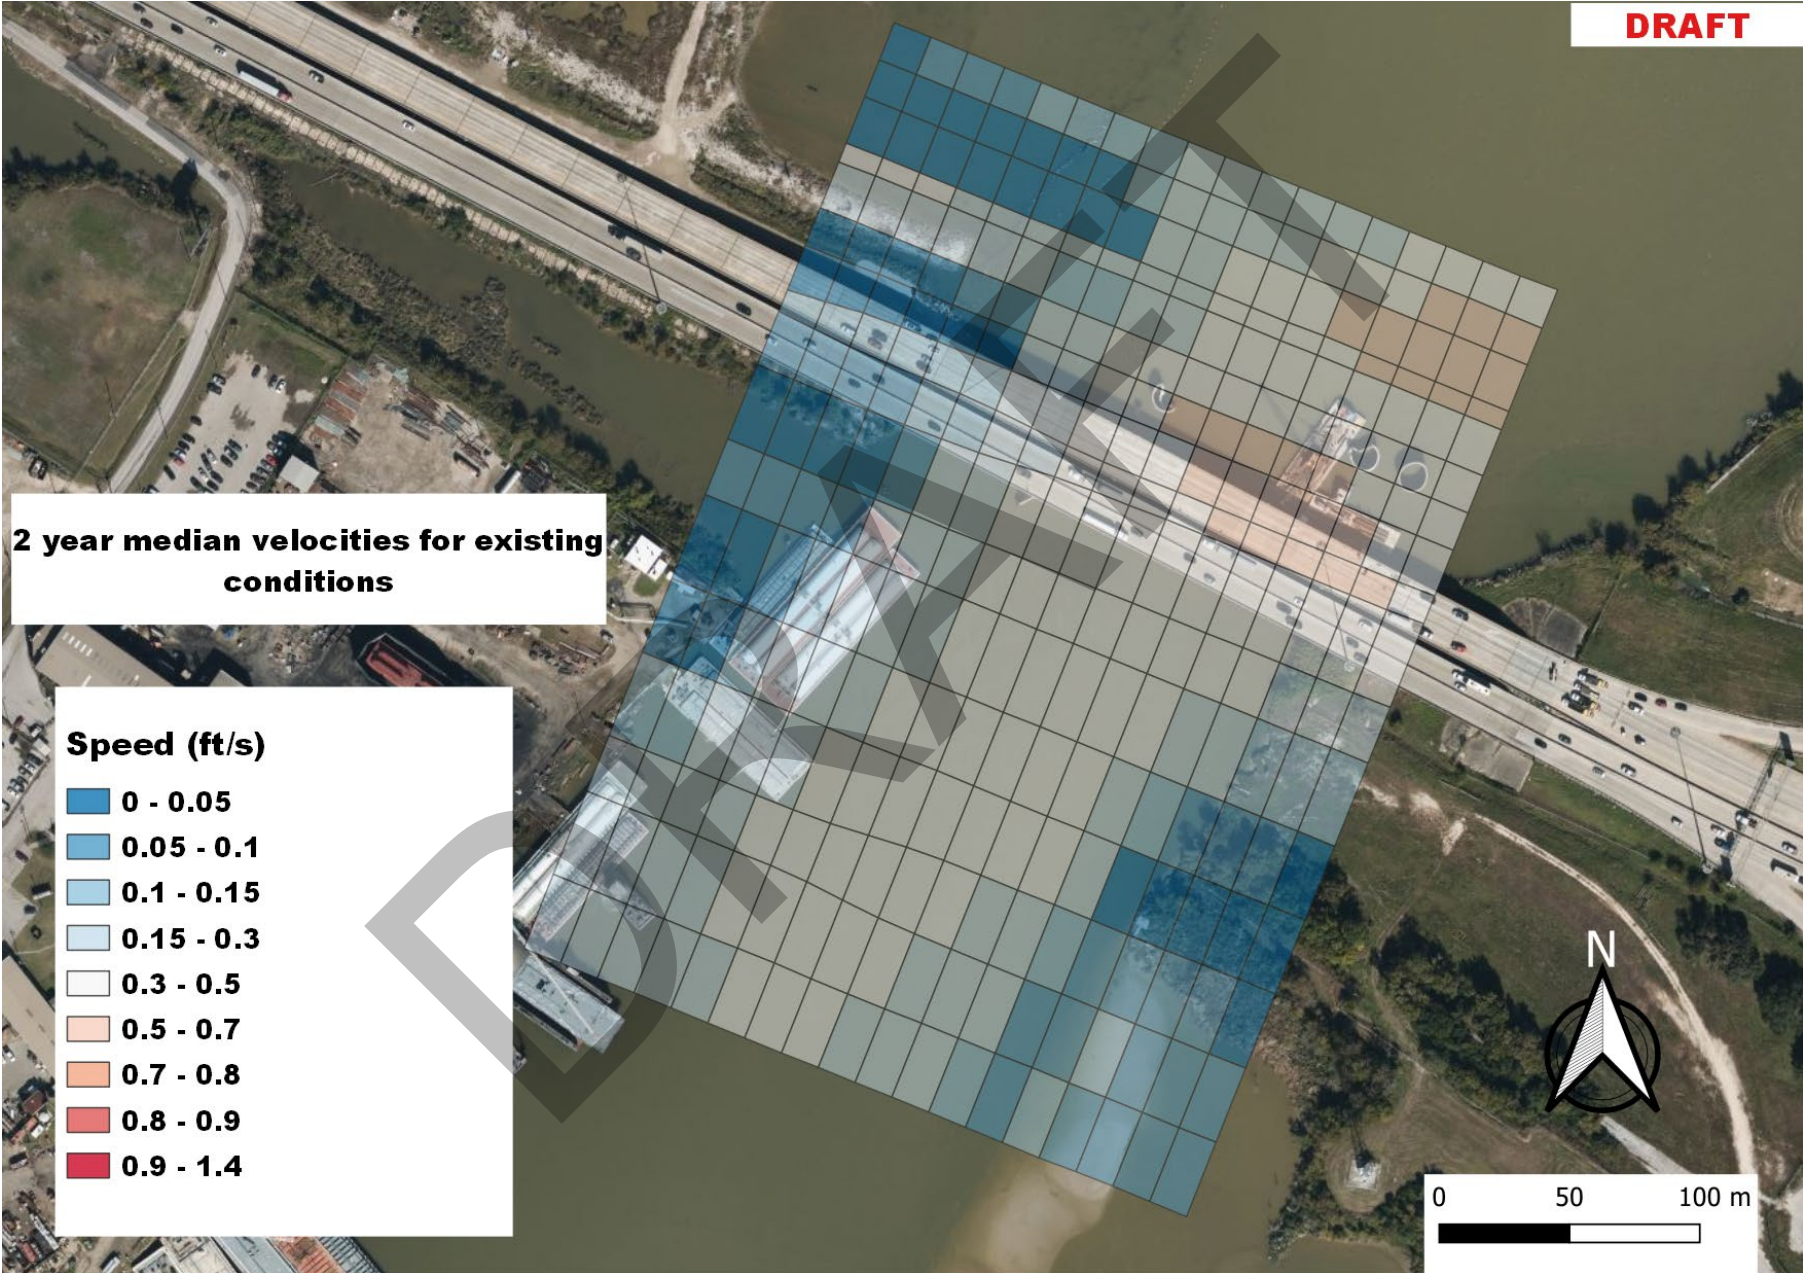 DRAFT
DRAFT
2 year median velocities for existing
conditions
Speed (ft/s)
0 - 0.05
0.05 - 0.1
0.1 - 0.15
0.15 - 0.3
0.3 - 0.5
0.5 - 0.7
0.7 - 0.8
0.8 - 0.9
0.9 - 1.4
N
0 50 100 m